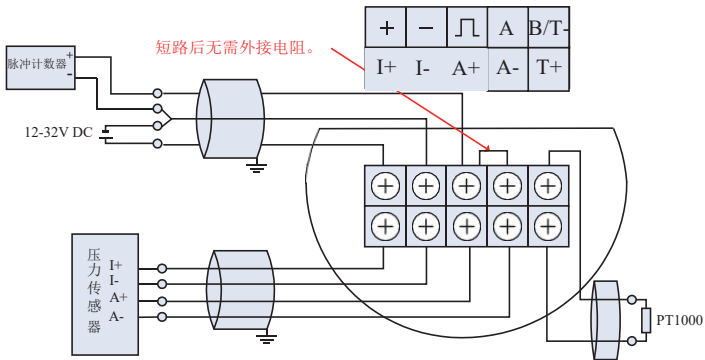 短路后无需外接电阻。
+ − ⎍ A B/T-
I+ I- A+ A- T+
脉冲计数器
+
-
12-32V DC
压力传感器
I+
I-
A+
A-
PT1000